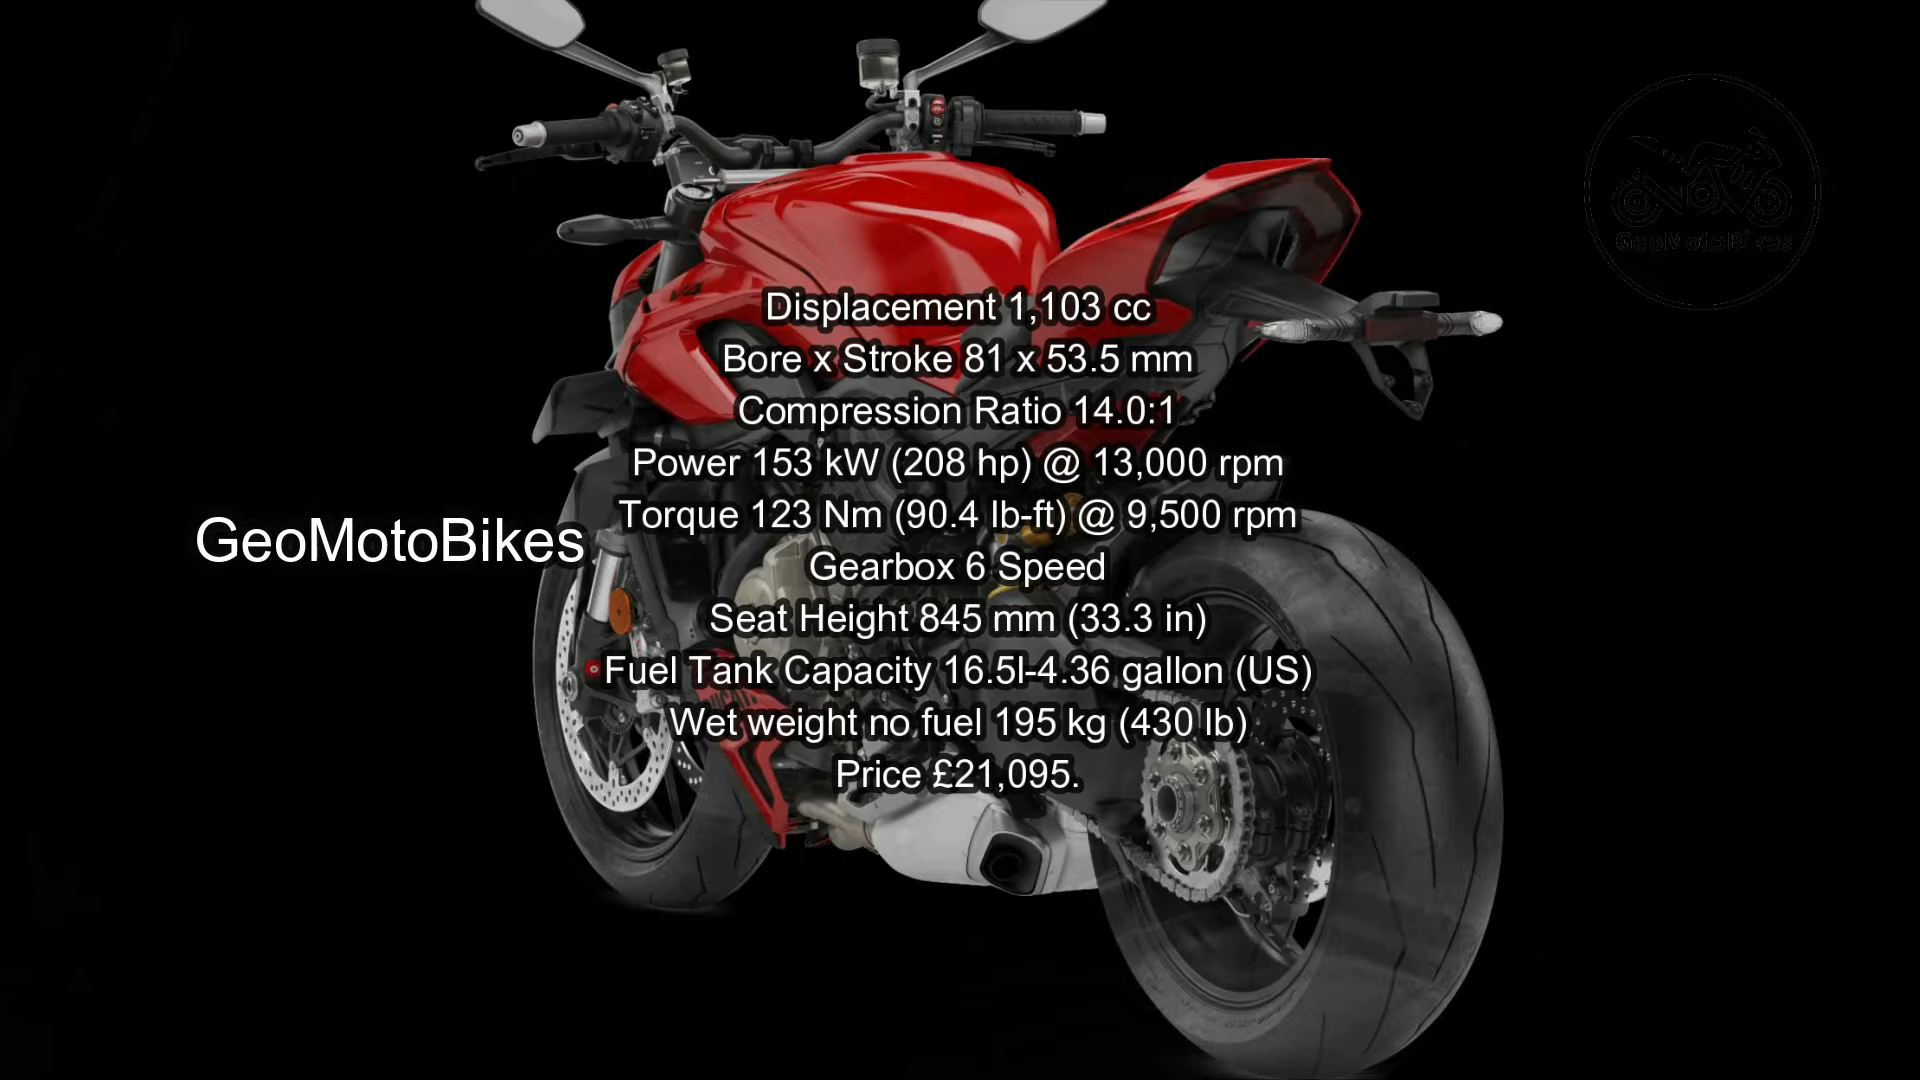 GeoMotoBikes
V4
Displacement 1,103 cc
Bore x Stroke 81 x 53.5 mm
Compression Ratio 14.0:1
Power 153 kW (208 hp) @ 13,000 rpm
Torque 123 Nm (90.4 lb-ft) @ 9,500 rpm
Gearbox 6 Speed
Seat Height 845 mm (33.3 in)
Fuel Tank Capacity 16.5l-4.36 gallon (US)
Wet weight no fuel 195 kg (430 lb)
Price £21,095.
GeoMotoBikes